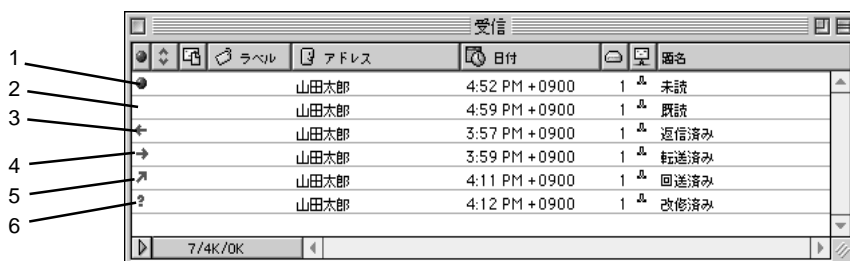 受信
ラベル アドレス 日付 題名
1 山田太郎 4:52 PM +0900 1 未読
2 山田太郎 4:59 PM +0900 1 既読
3 山田太郎 3:57 PM +0900 1 返信済み
4 山田太郎 3:59 PM +0900 1 転送済み
5 山田太郎 4:11 PM +0900 1 回送済み
6 ? 山田太郎 4:12 PM +0900 1 改修済み
7/4K/0K